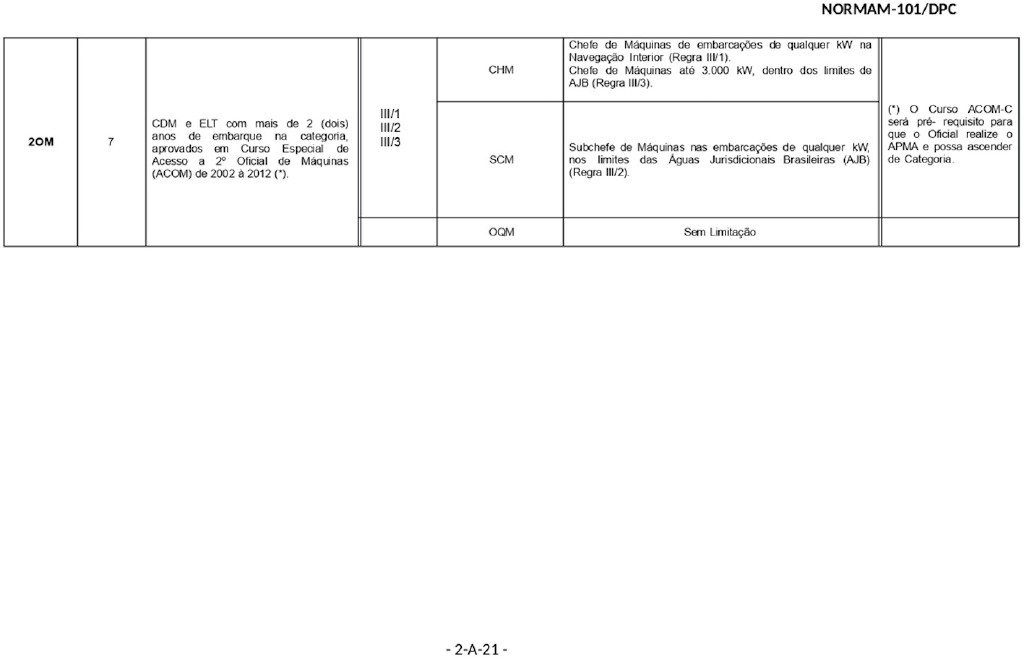 NORMAM-101/DPC
2OM
7
CDM e ELT com mais de 2 (dois)
anos de embarque na categoria,
aprovados em Curso Especial de
Acesso a 2º Oficial de Máquinas
(ACOM) de 2002 à 2012 (*).
III/1
III/2
III/3
CHM
Chefe de Máquinas de embarcações de qualquer kW na
Navegação Interior (Regra III/1).
Chefe de Máquinas até 3.000 kW, dentro dos limites de
AJB (Regra III/3).
SCM
Subchefe de Máquinas nas embarcações de qualquer kW,
nos limites das Águas Jurisdicionais Brasileiras (AJB)
(Regra III/2).
(*) O Curso ACOM-C
será pré- requisito para
que o Oficial realize o
APMA e possa ascender
de Categoria.
OQM
Sem Limitação
- 2-A-21 -